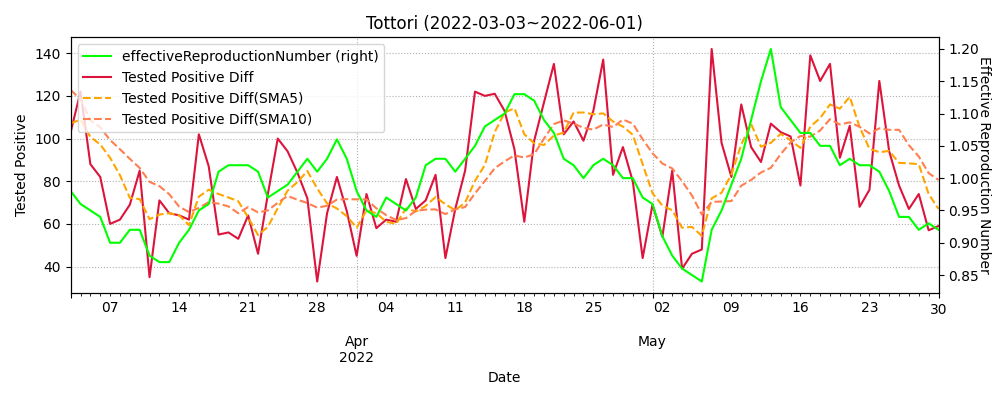 Tottori (2022-03-03~2022-06-01)
effectiveReproductionNumber (right)
Tested Positive Diff
Tested Positive Diff(SMA5)
Tested Positive Diff(SMA10)
Tested Positive
140
120
100
80
60
40
Effective Reproduction Number
1.20
1.15
1.10
1.05
1.00
0.95
0.90
0.85
07 14 21 28 04 11 18 25 02 09 16 23 30
Apr May
2022
Date